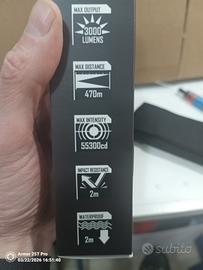 MAX OUTPUT
3000
LUMENS
MAX DISTANCE
470m
MAX INTENSITY
55300cd
IMPACT RESISTANCE
2m
WATERPROOF
2m
Armor 25T Pro
03/22/2026 16:51:40
subito